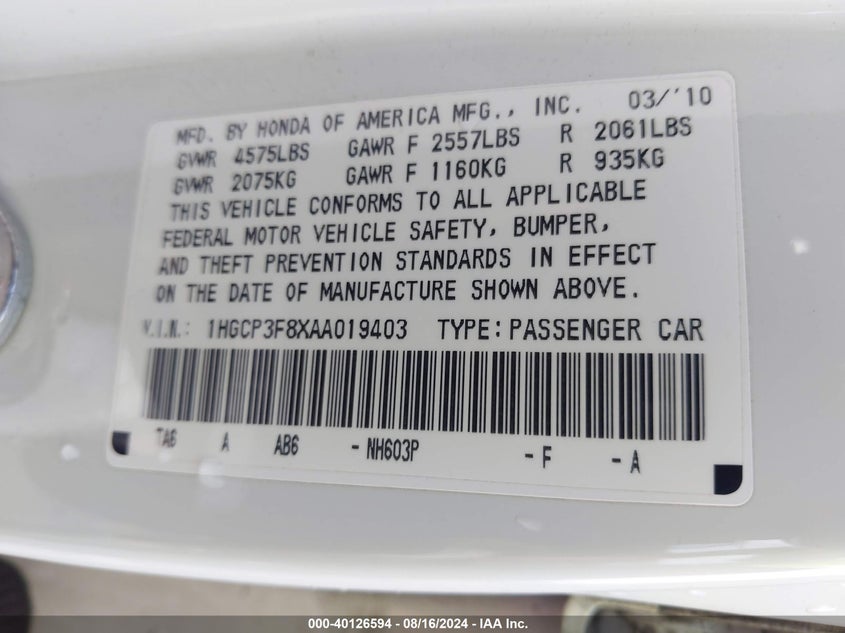 MFD. BY HONDA OF AMERICA MFG., INC. 03/'10
GVWR 4575LBS GAWR F 2557LBS R 2061LBS
GVWR 2075KG GAWR F 1160KG R 935KG
THIS VEHICLE CONFORMS TO ALL APPLICABLE
FEDERAL MOTOR VEHICLE SAFETY, BUMPER,
AND THEFT PREVENTION STANDARDS IN EFFECT
ON THE DATE OF MANUFACTURE SHOWN ABOVE.
V.I.N.: 1HGCP3F8XAA019403 TYPE: PASSENGER CAR
TA6 A AB6 - NH603P - F - A
000-40126594 - 08/16/2024 - IAA Inc.